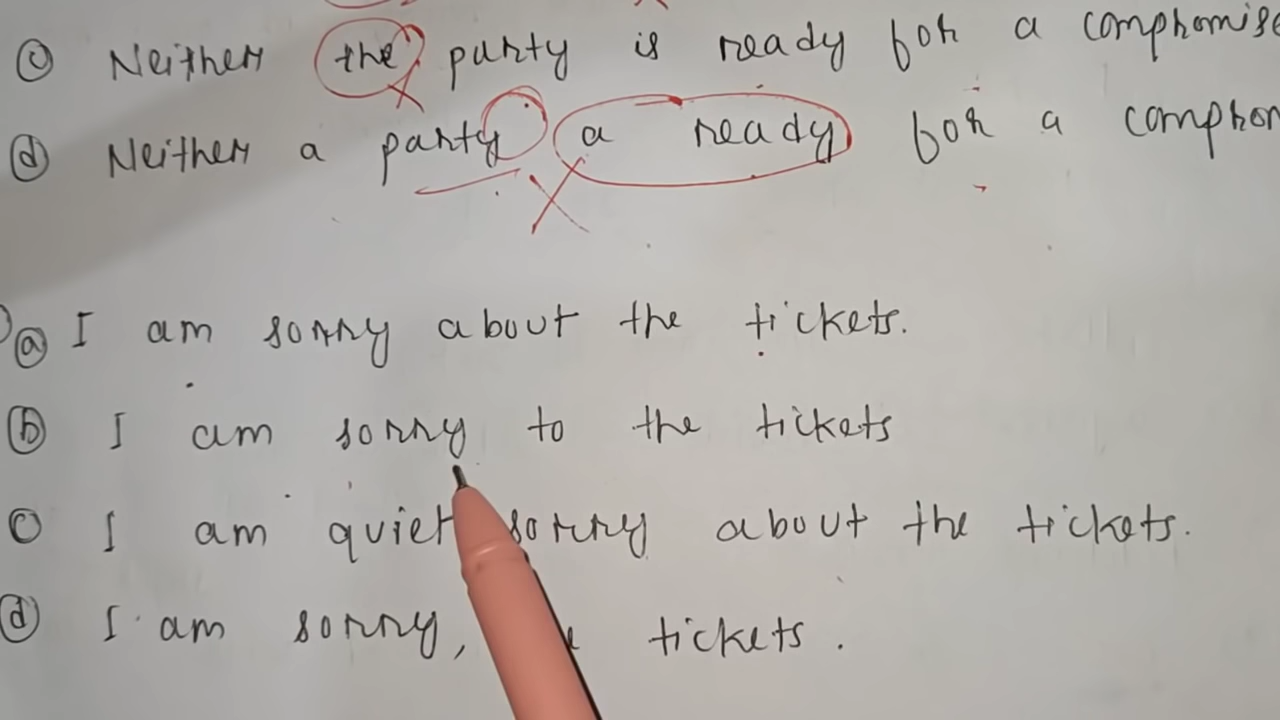 c Neither the party is ready for a compromise
d Neither a party a ready for a
a I am sorry about the tickets.
b I am sorry to the tickets
c I am quiet sorry about the tickets.
d I am sorry, tickets.